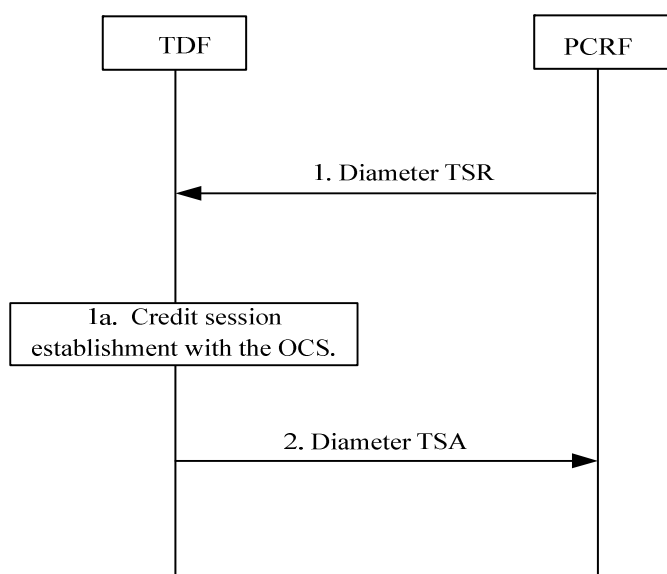 TDF
PCRF
1. Diameter TSR
1a. Credit session
establishment with the OCS.
2. Diameter TSA